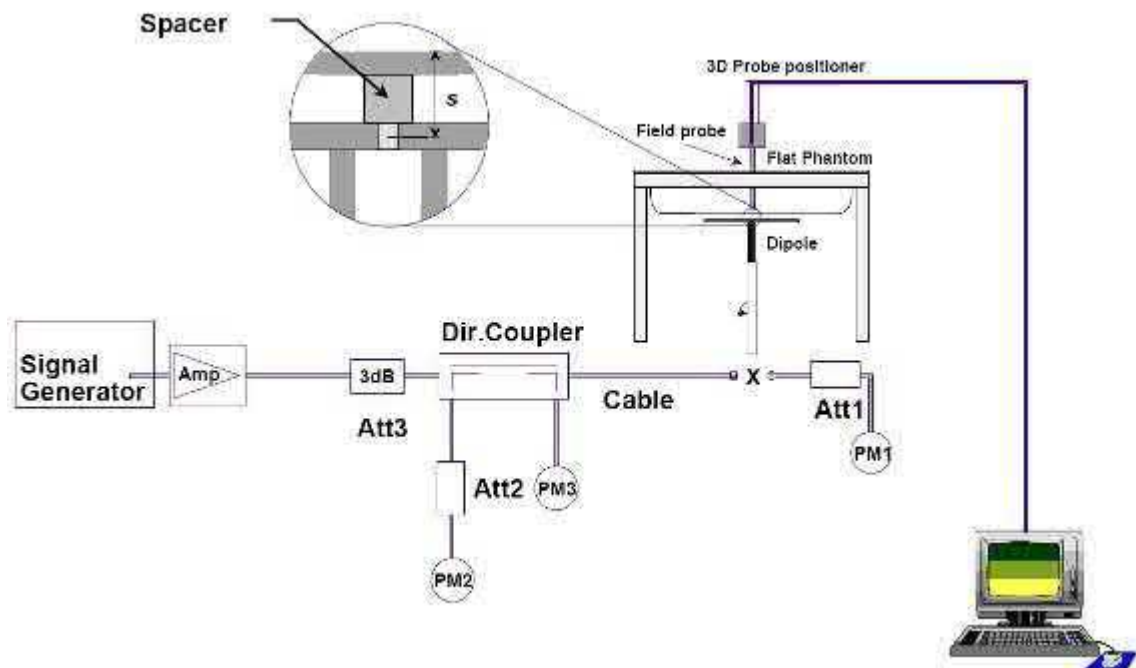 Spacer
s
3D Probe positioner
Field probe
Flat Phantom
Dipole
Signal
Generator
Amp
3dB
Att3
Dir.Coupler
Cable
X
Att1
PM1
Att2
PM3
PM2